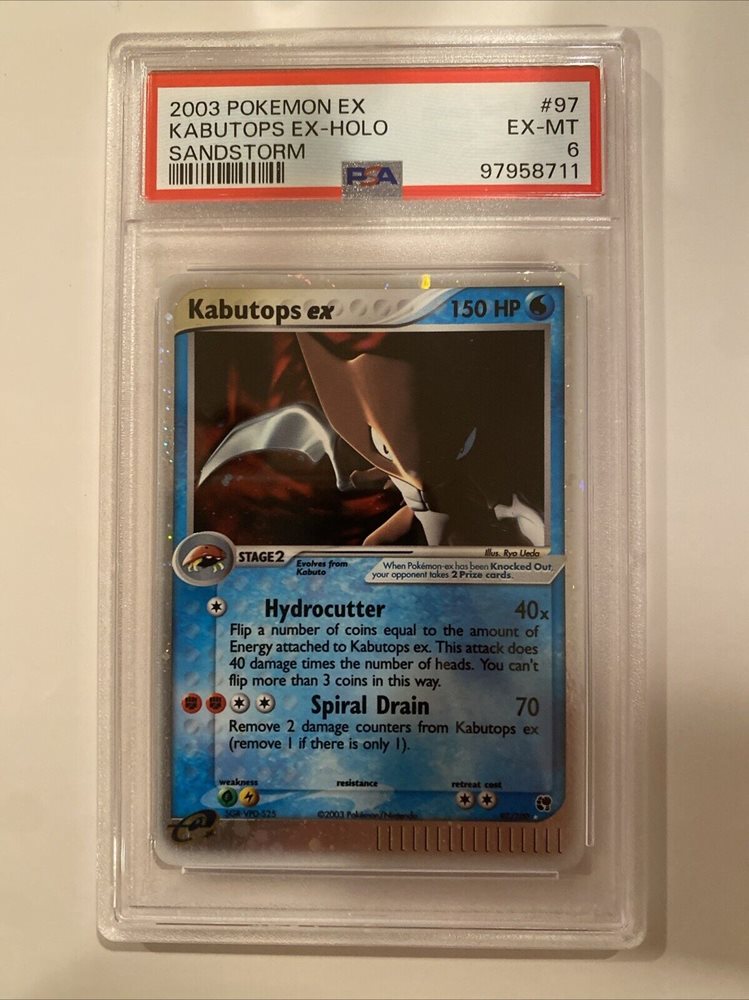 2003 POKEMON EX #97
KABUTOPS EX-HOLO EX-MT
SANDSTORM 6
PSA 97958711
Kabutops ex 150 HP
STAGE2 Evolves from
Kabuto
Illus. Ryo Ueda
When Pokémon-ex has been Knocked Out,
your opponent takes 2 Prize cards.
Hydrocutter 40x
Flip a number of coins equal to the amount of
Energy attached to Kabutops ex. This attack does
40 damage times the number of heads. You can't
flip more than 3 coins in this way.
Spiral Drain 70
Remove 2 damage counters from Kabutops ex
(remove 1 if there is only 1).
weakness resistance retreat cost
©2003 Pokémon/Nintendo 97/100